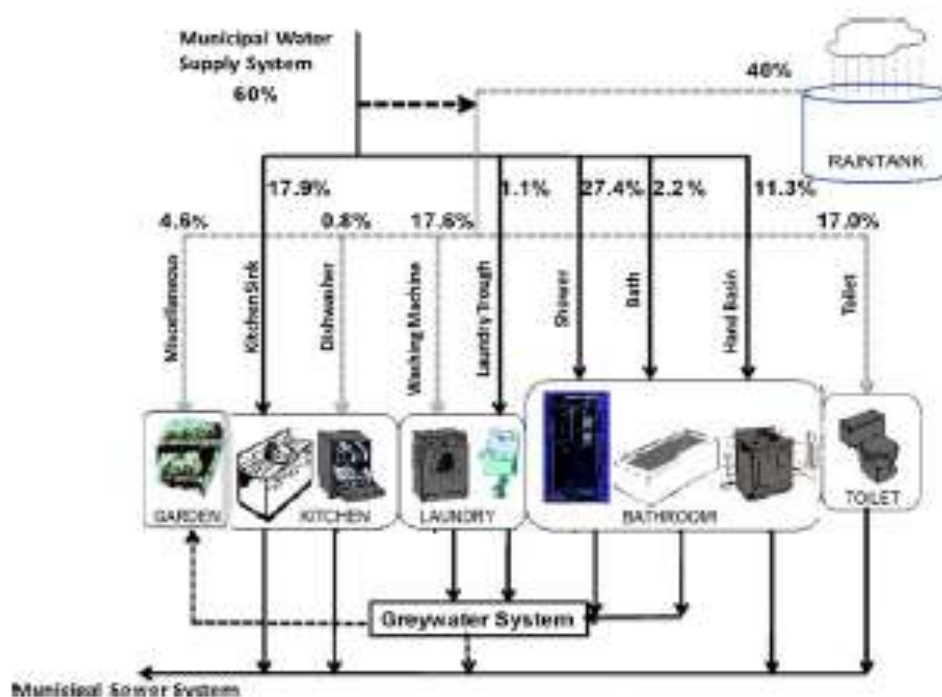 Municipal Water
Supply System
60%
40%
RAINTANK
17.9%
1.1%
27.4%
2.2%
11.3%
4.6%
0.8%
17.6%
17.0%
Miscellaneous
Kitchen Sink
Dishwasher
Washing Machine
Laundry Trough
Shower
Bath
Hand Basin
Toilet
GARDEN
KITCHEN
LAUNDRY
BATHROOM
TOILET
Greywater System
Municipal Sewer System